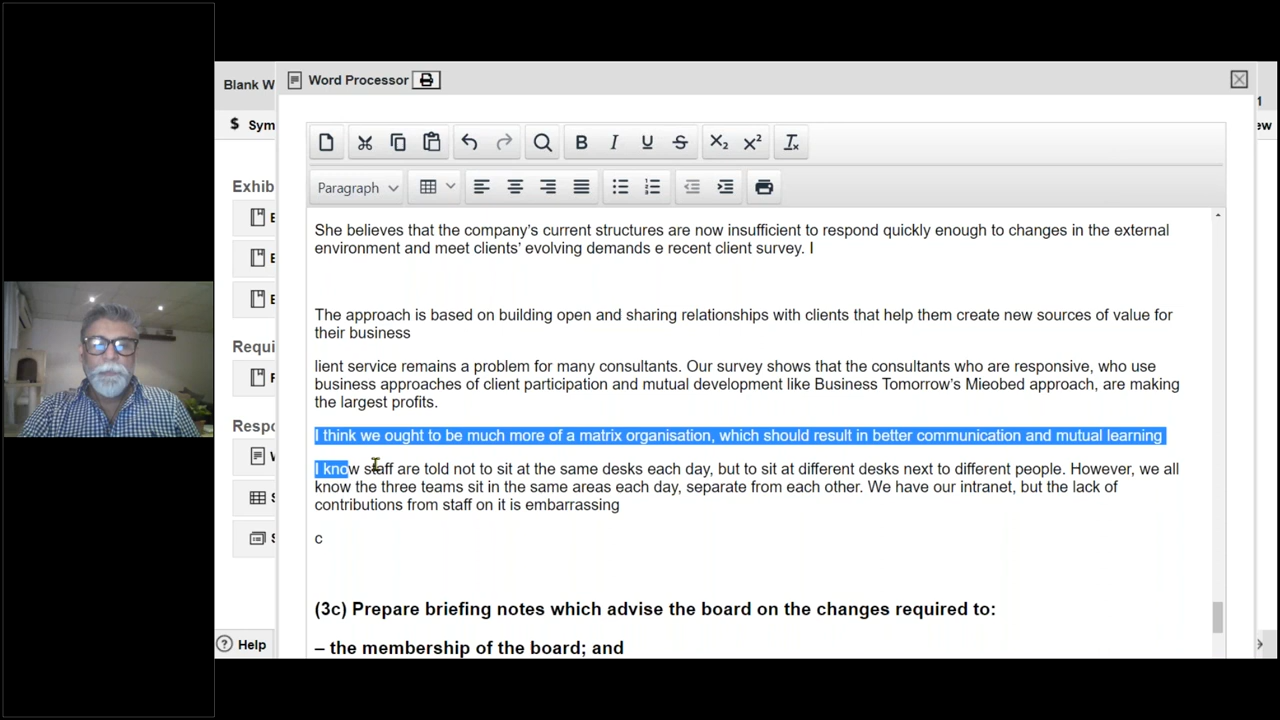 Blank W
Word Processor
1
$ Sym
ew
B I U S X₂ X² Ix
Paragraph
Exhib
E
E
E
Requi
F
Respo
W
S
S
Help
She believes that the company's current structures are now insufficient to respond quickly enough to changes in the external
environment and meet clients' evolving demands e recent client survey. I
The approach is based on building open and sharing relationships with clients that help them create new sources of value for
their business
lient service remains a problem for many consultants. Our survey shows that the consultants who are responsive, who use
business approaches of client participation and mutual development like Business Tomorrow's Mieobed approach, are making
the largest profits.
I think we ought to be much more of a matrix organisation, which should result in better communication and mutual learning
I know staff are told not to sit at the same desks each day, but to sit at different desks next to different people. However, we all
know the three teams sit in the same areas each day, separate from each other. We have our intranet, but the lack of
contributions from staff on it is embarrassing
c
(3c) Prepare briefing notes which advise the board on the changes required to:
– the membership of the board; and